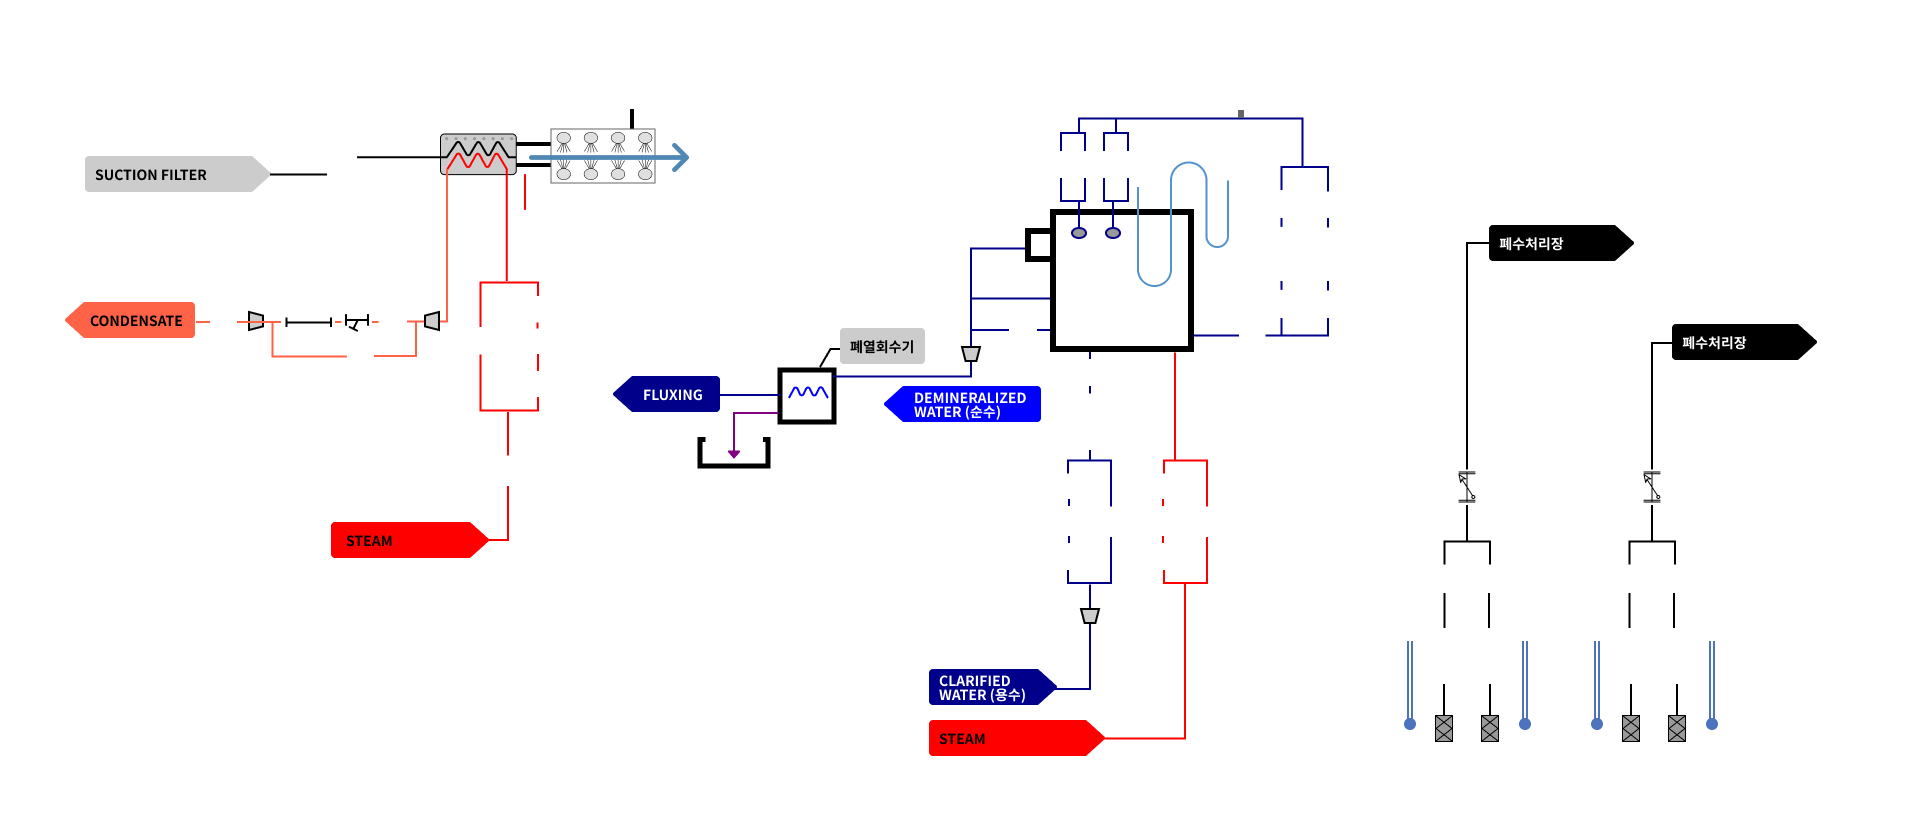 SUCTION FILTER
폐수처리장
CONDENSATE
폐열회수기
폐수처리장
FLUXING
DEMINERALIZED
WATER (순수)
STEAM
CLARIFIED
WATER (용수)
STEAM